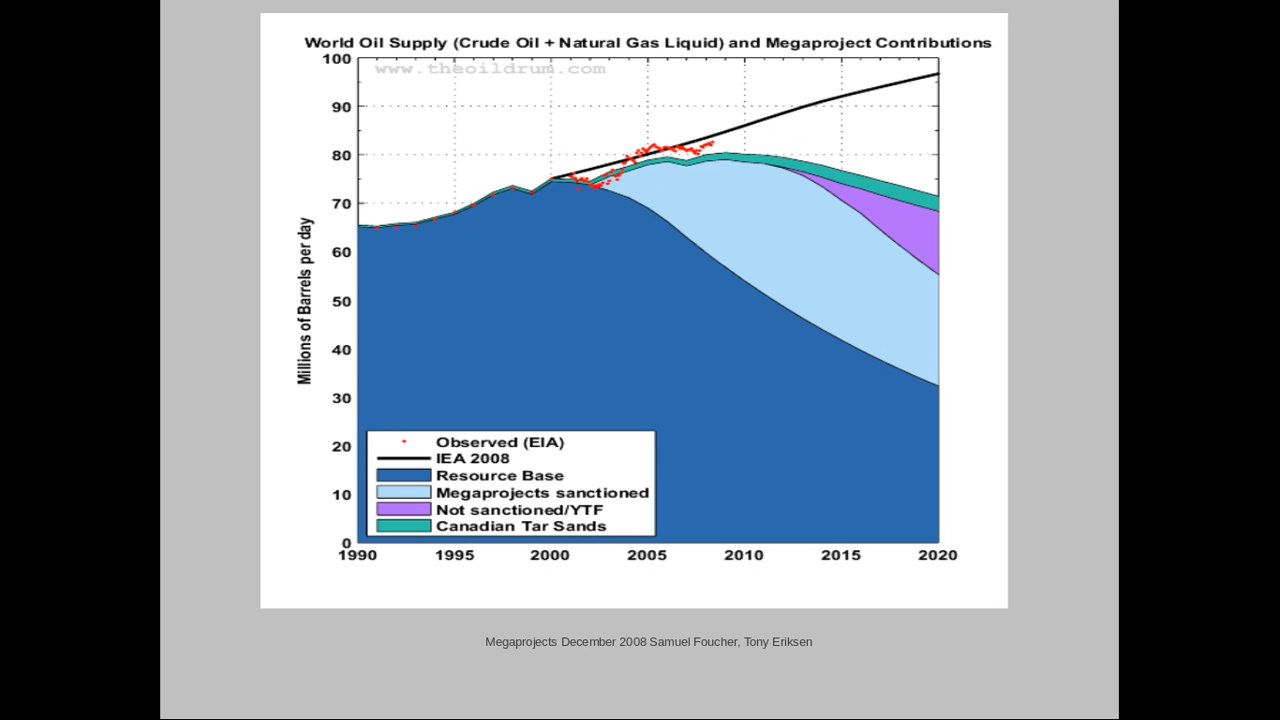 World Oil Supply (Crude Oil + Natural Gas Liquid) and Megaproject Contributions
www.theoildrum.com
100
90
80
70
60
50
40
30
20
10
0
Millions of Barrels per day
Observed (EIA)
IEA 2008
Resource Base
Megaprojects sanctioned
Not sanctioned/YTF
Canadian Tar Sands
1990 1995 2000 2005 2010 2015 2020
Megaprojects December 2008 Samuel Foucher, Tony Eriksen